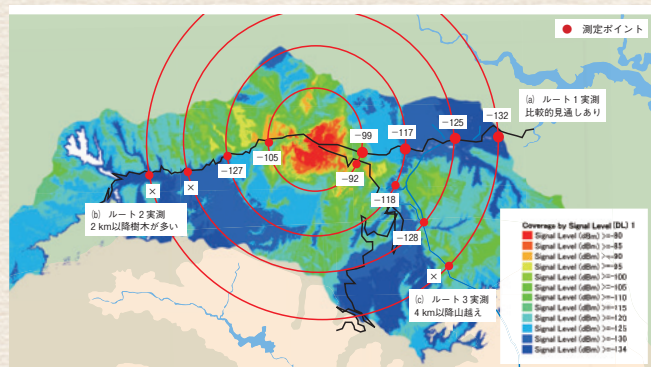 測定ポイント
(a) ルート1実測
比較的見通しあり
−132
−125
−117
−99
−105
−127
−92
×
×
−118
(b) ルート2実測
2 km以降樹木が多い
−128
×
(c) ルート3実測
4 km以降山越え
Coverage by Signal Level (DL) 1
Signal Level (dBm) >=-80
Signal Level (dBm) >=-85
Signal Level (dBm) >=-90
Signal Level (dBm) >=-95
Signal Level (dBm) >=-100
Signal Level (dBm) >=-105
Signal Level (dBm) >=-110
Signal Level (dBm) >=-115
Signal Level (dBm) >=-120
Signal Level (dBm) >=-125
Signal Level (dBm) >=-130
Signal Level (dBm) >=-134